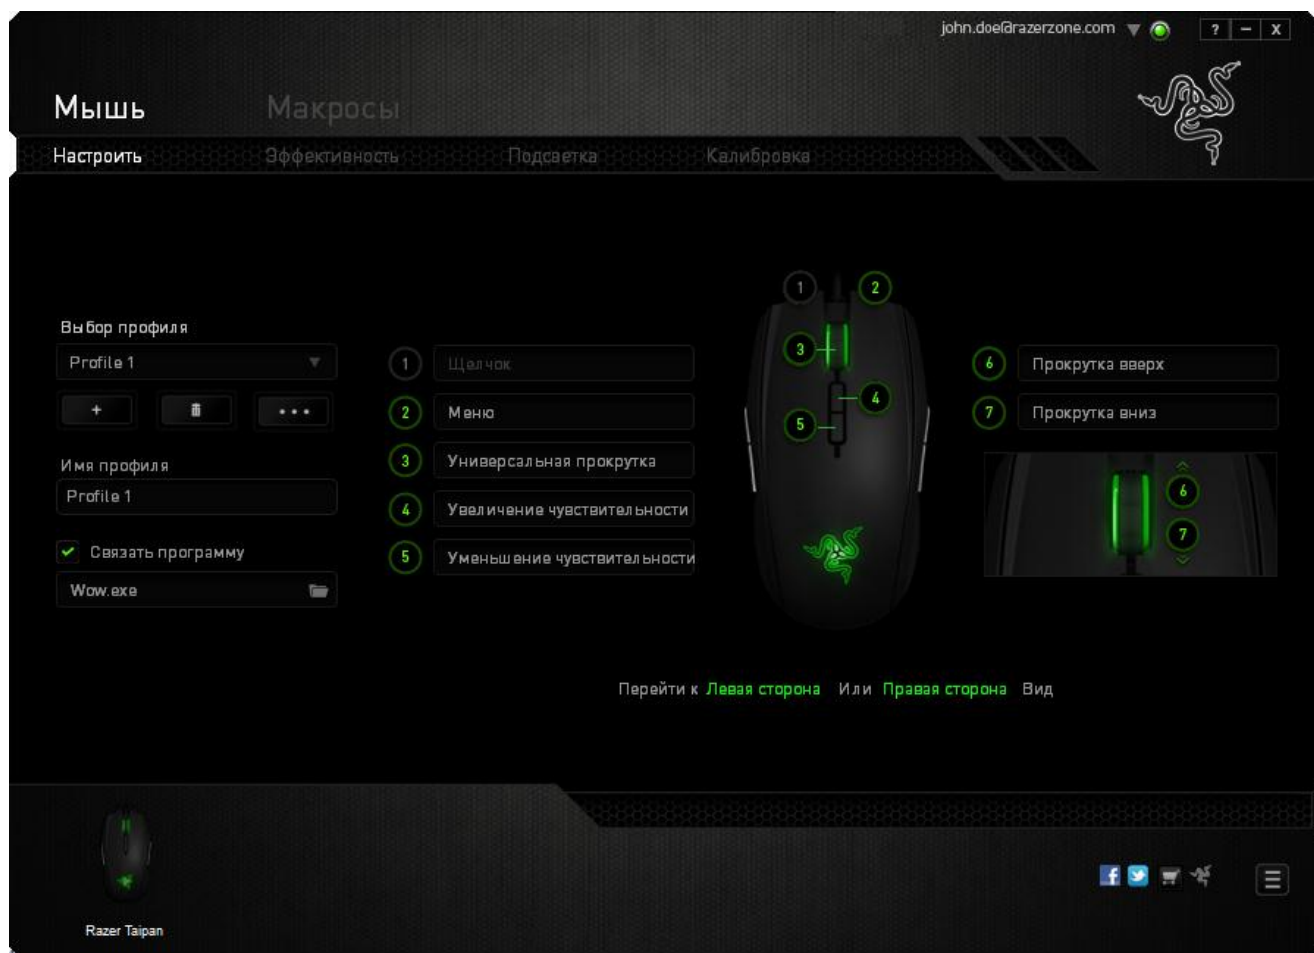 john.doe@razerzone.com
? – X
Мышь
Макросы
Настроить
Эффективность
Подсветка
Калибровка
Выбор профиля
Profile 1
+
Имя профиля
Profile 1
Связать программу
Wow.exe
1 Щелчок
2 Меню
3 Универсальная прокрутка
4 Увеличение чувствительности
5 Уменьшение чувствительности
1
2
3
4
5
6 Прокрутка вверх
7 Прокрутка вниз
6
7
Перейти к Левая сторона Или Правая сторона Вид
Razer Taipan